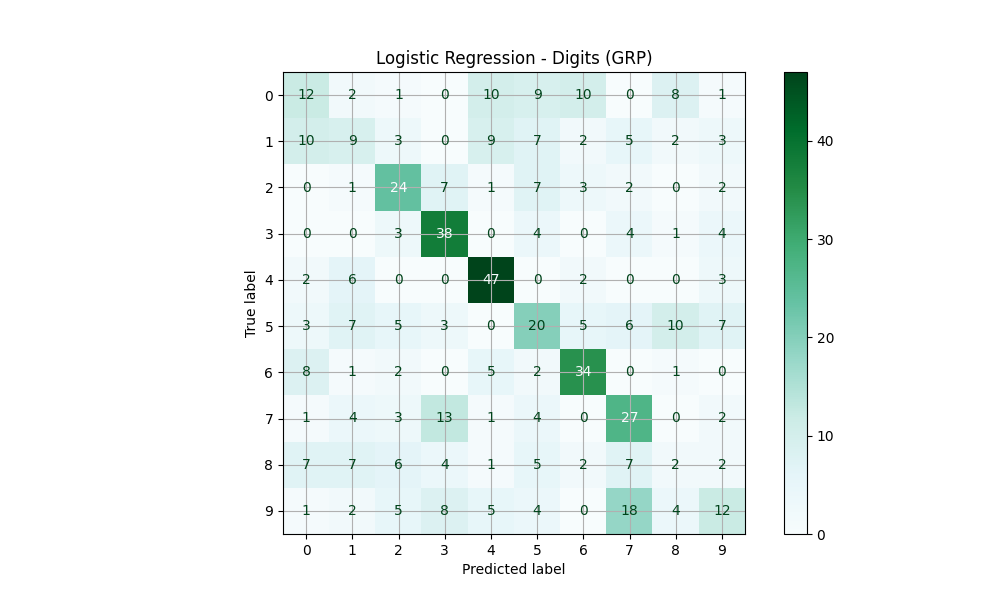 Logistic Regression - Digits (GRP)
True label
0 12 2 1 0 10 9 10 0 8 1
1 10 9 3 0 9 7 2 5 2 3
2 0 1 24 7 1 7 3 2 0 2
3 0 0 3 38 0 4 0 4 1 4
4 2 6 0 0 47 0 2 0 0 3
5 3 7 5 3 0 20 5 6 10 7
6 8 1 2 0 5 2 34 0 1 0
7 1 4 3 13 1 4 0 27 0 2
8 7 7 6 4 1 5 2 7 2 2
9 1 2 5 8 5 4 0 18 4 12
0 1 2 3 4 5 6 7 8 9
Predicted label
40
30
20
10
0